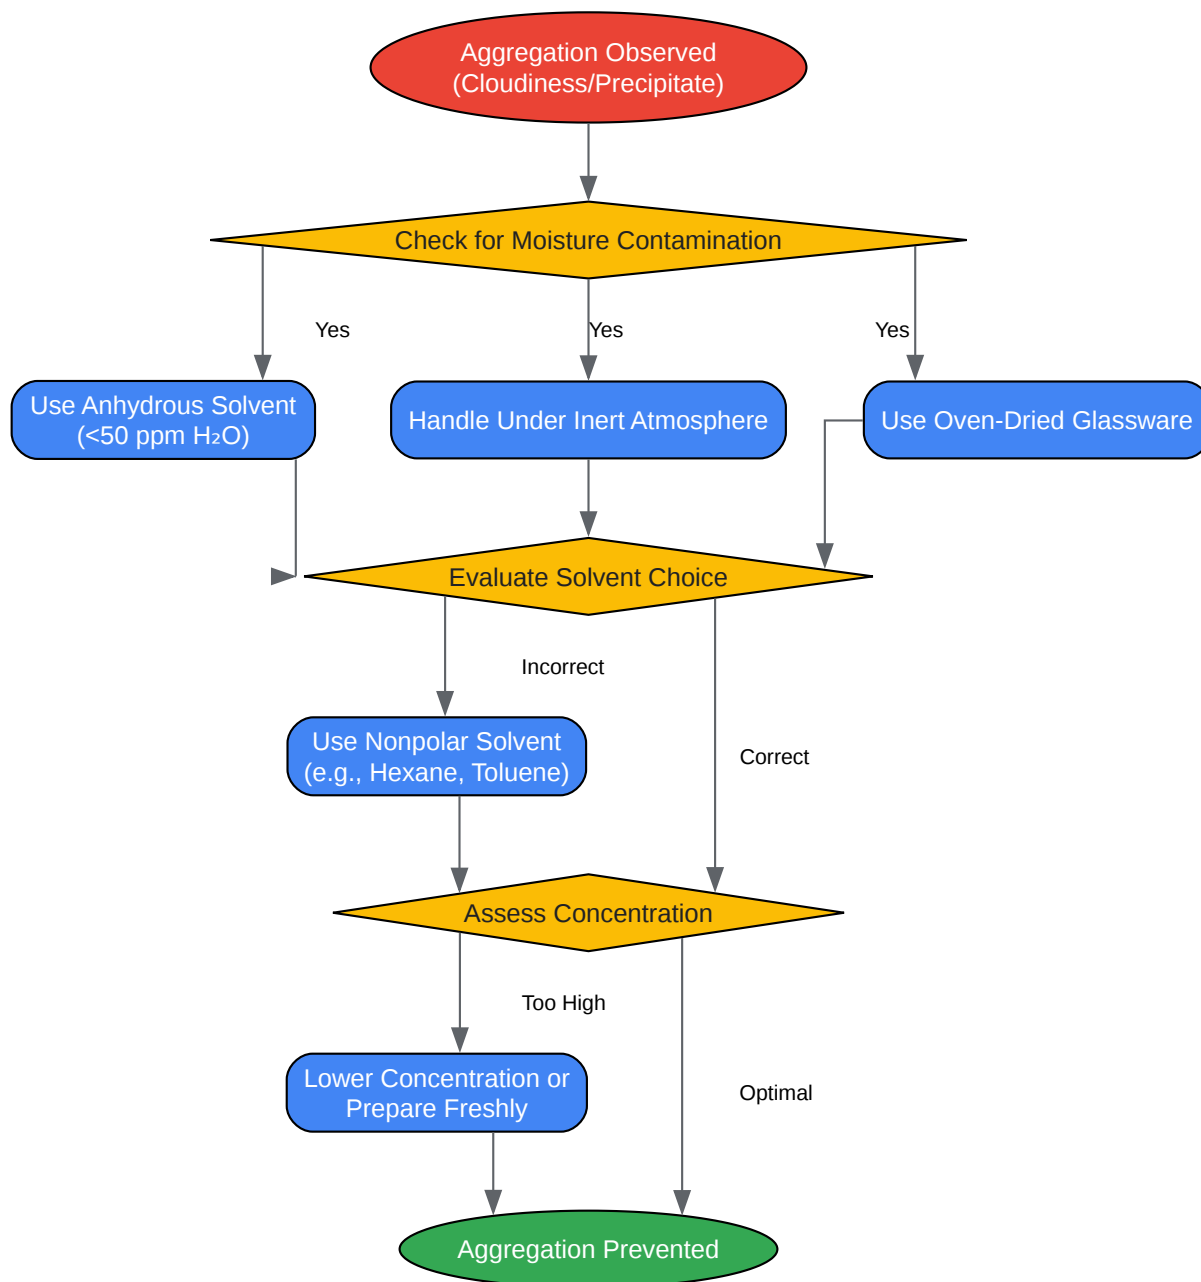 Aggregation Observed
(Cloudiness/Precipitate)
Check for Moisture Contamination
Yes
Yes
Yes
Use Anhydrous Solvent
(<50 ppm H₂O)
Handle Under Inert Atmosphere
Use Oven-Dried Glassware
Evaluate Solvent Choice
Incorrect
Use Nonpolar Solvent
(e.g., Hexane, Toluene)
Correct
Assess Concentration
Too High
Lower Concentration or
Prepare Freshly
Optimal
Aggregation Prevented